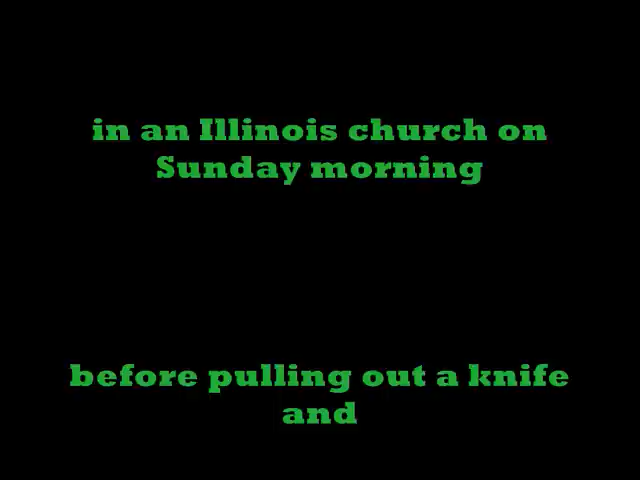 in an Illinois church on
Sunday morning
before pulling out a knife
and